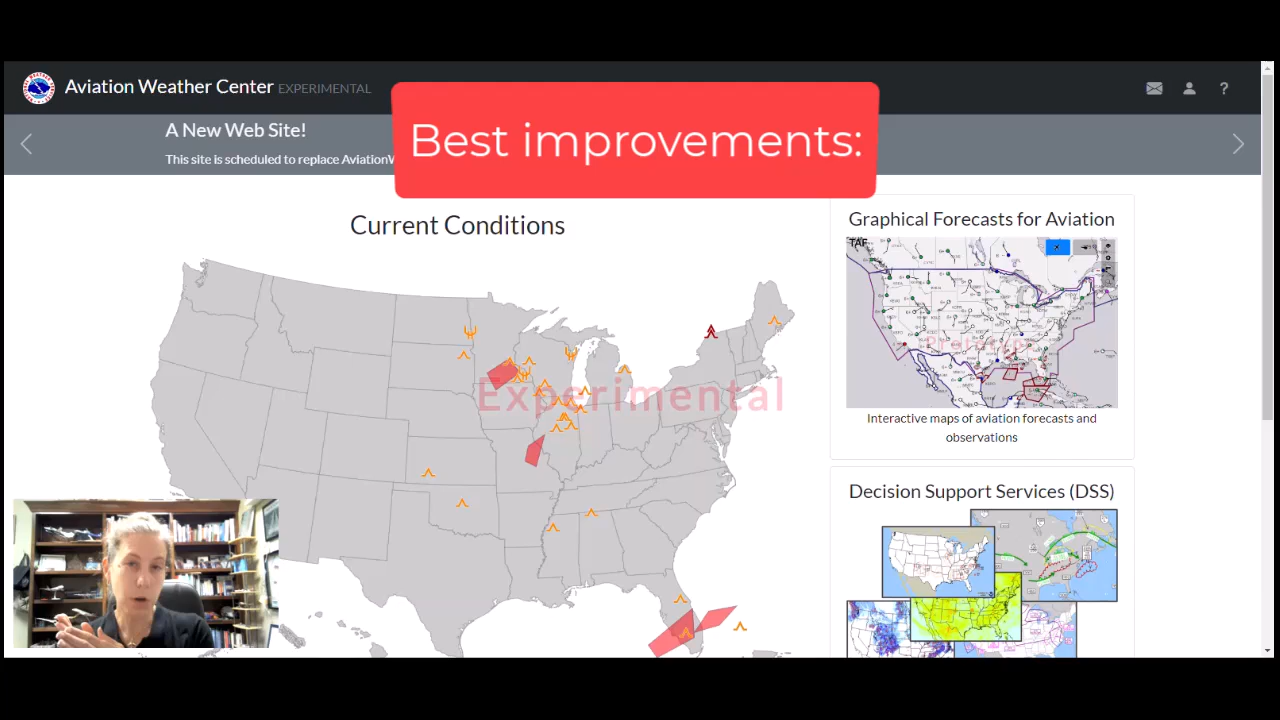 Aviation Weather Center EXPERIMENTAL
?
Best improvements:
A New Web Site!
This site is scheduled to replace
Current Conditions
Graphical Forecasts for Aviation
TAF
Experimental
Interactive maps of aviation forecasts and
observations
Decision Support Services (DSS)